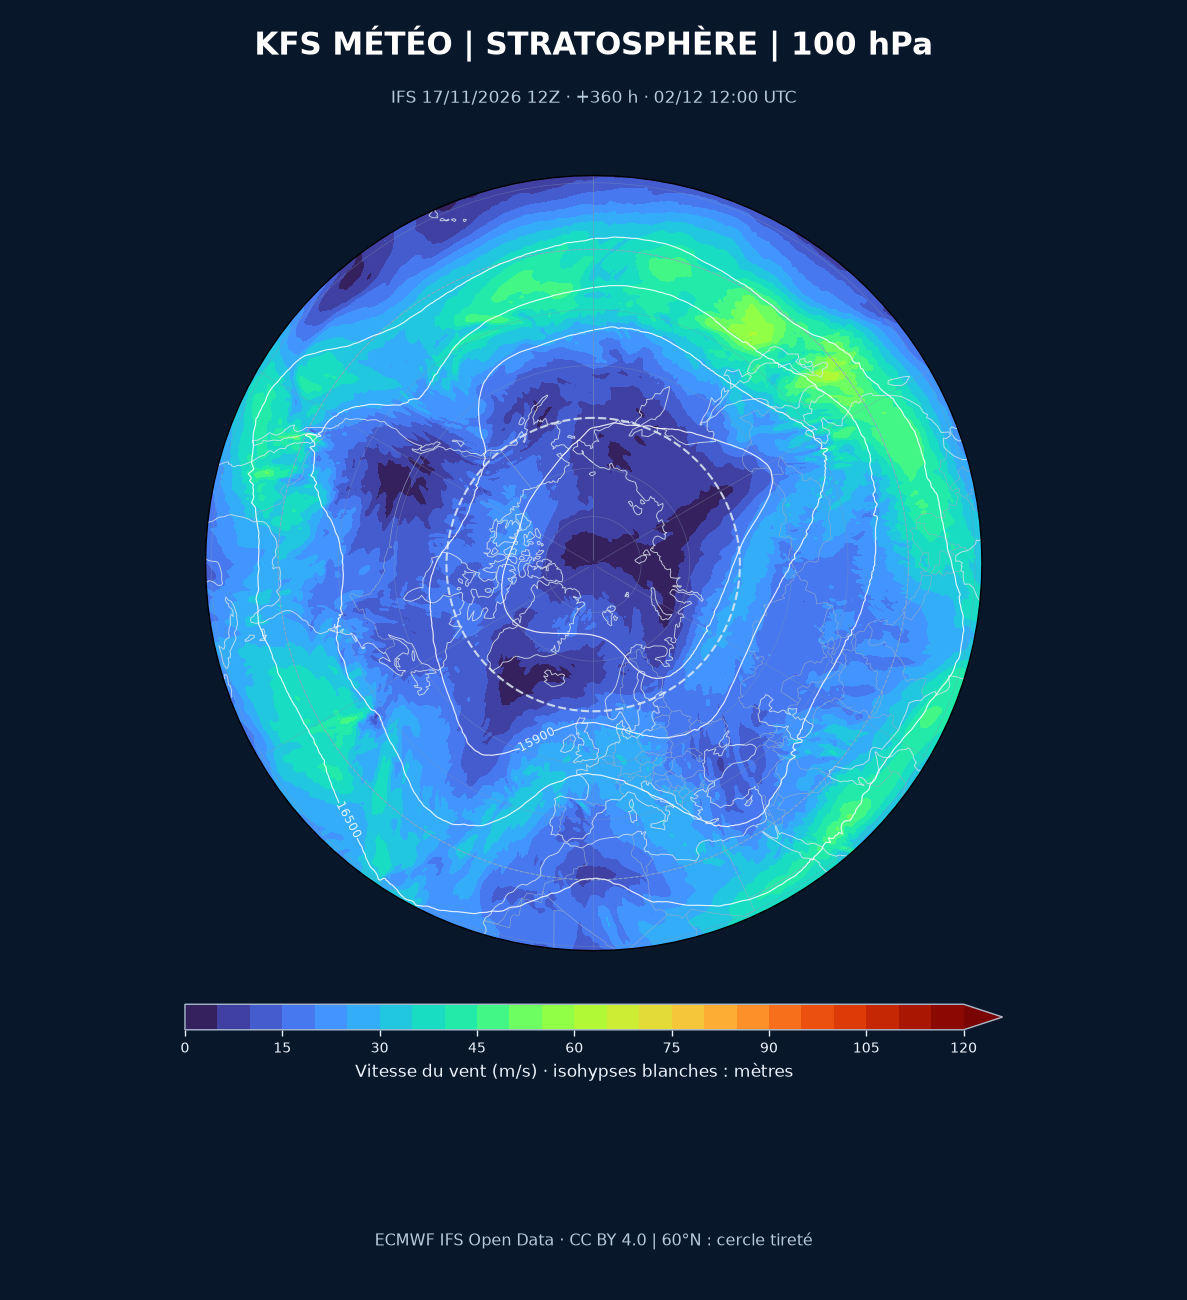 KFS MÉTÉO | STRATOSPHÈRE | 100 hPa
IFS 17/11/2026 12Z · +360 h · 02/12 12:00 UTC
15900
16500
0 15 30 45 60 75 90 105 120
Vitesse du vent (m/s) · isohypses blanches : mètres
ECMWF IFS Open Data · CC BY 4.0 | 60°N : cercle tireté